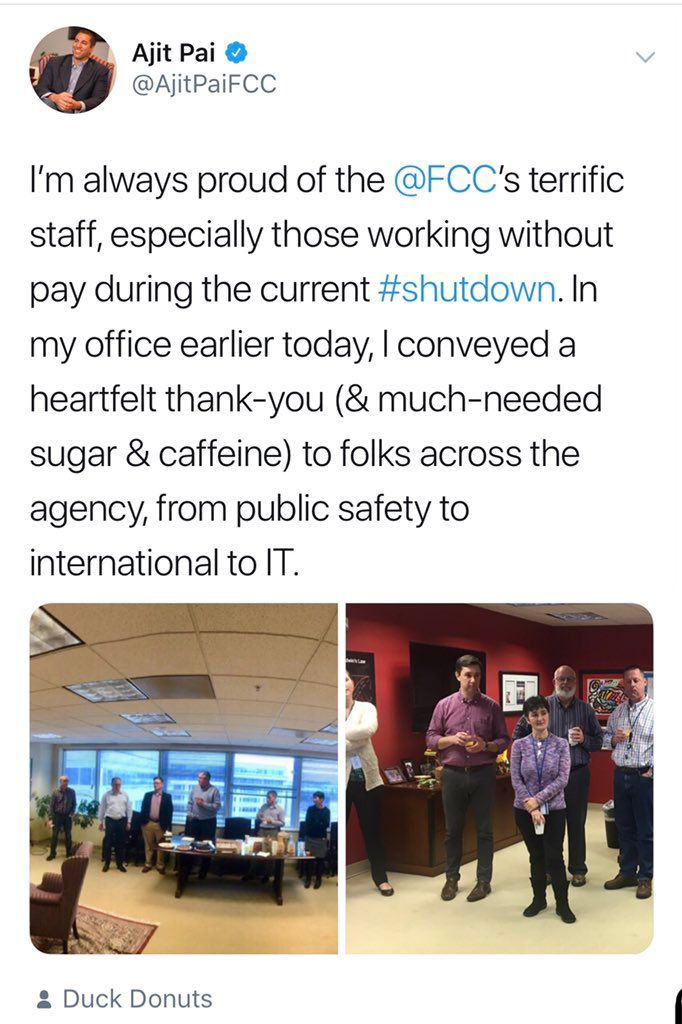 Ajit Pai
@AjitPaiFCC
I'm always proud of the @FCC's terrific
staff, especially those working without
pay during the current #shutdown. In
my office earlier today, I conveyed a
heartfelt thank-you (& much-needed
sugar & caffeine) to folks across the
agency, from public safety to
international to IT.
Duck Donuts